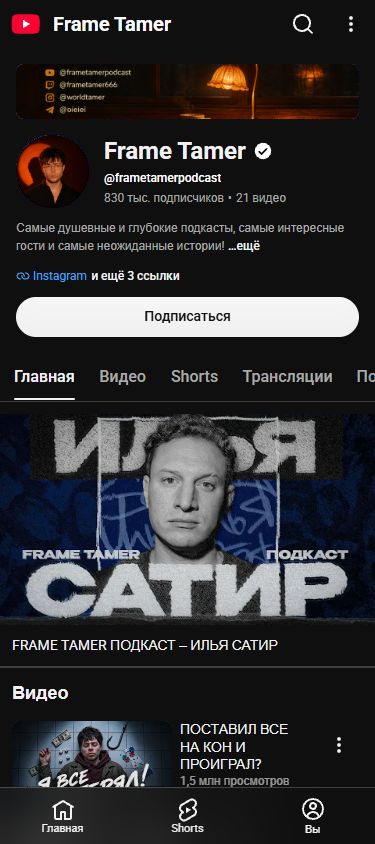 Frame Tamer
@frametamerpodcast
@frametamer666
@worldtamer
@oieiei
Frame Tamer
@frametamerpodcast
830 тыс. подписчиков • 21 видео
Самые душевные и глубокие подкасты, самые интересные
гости и самые неожиданные истории! ...ещё
Instagram и ещё 3 ссылки
Подписаться
Главная Видео Shorts Трансляции По
ИЛЬЯ
FRAME TAMER ПОДКАСТ
САТИР
FRAME TAMER ПОДКАСТ – ИЛЬЯ САТИР
Видео
ПОСТАВИЛ ВСЕ
НА КОН И
ПРОИГРАЛ?
1,5 млн просмотров
Я ВСЕ
Главная Shorts Вы